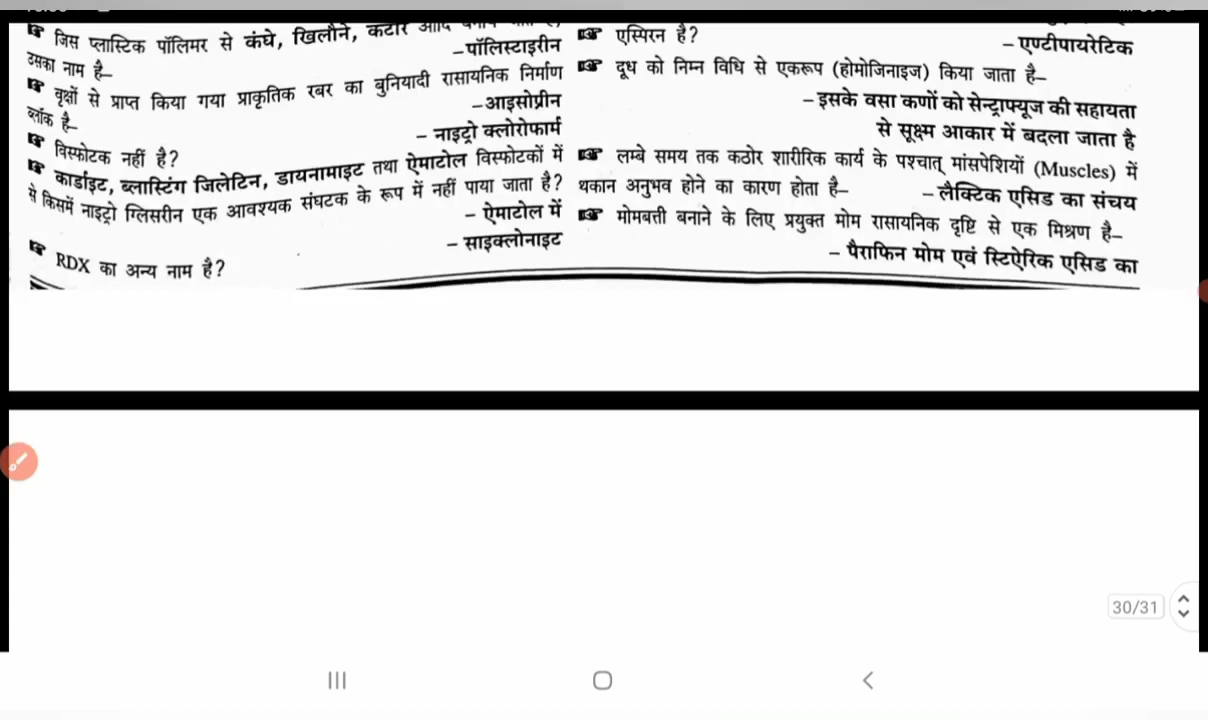 जिस प्लास्टिक पॉलिमर से कंघे, खिलौने, कटोरे आदि
उसका नाम है–
–पॉलिस्टाइरीन
वृक्षों से प्राप्त किया गया प्राकृतिक रबर का बुनियादी रासायनिक निर्माण
ब्लॉक है–
–आइसोप्रीन
विस्फोटक नहीं है?
– नाइट्रो क्लोरोफार्म
कार्डाइट, ब्लास्टिंग जिलेटिन, डायनामाइट तथा ऐमाटोल विस्फोटकों में
से किसमें नाइट्रो ग्लिसरीन एक आवश्यक संघटक के रूप में नहीं पाया जाता है?
– ऐमाटोल में
RDX का अन्य नाम है?
– साइक्लोनाइट
एस्पिरन है?
– एण्टीपायरेटिक
दूध को निम्न विधि से एकरूप (होमोजिनाइज) किया जाता है–
– इसके वसा कणों को सेन्ट्राफ्यूज की सहायता
से सूक्ष्म आकार में बदला जाता है
लम्बे समय तक कठोर शारीरिक कार्य के पश्चात् मांसपेशियों (Muscles) में
थकान अनुभव होने का कारण होता है–
– लैक्टिक एसिड का संचय
मोमबत्ती बनाने के लिए प्रयुक्त मोम रासायनिक दृष्टि से एक मिश्रण है–
– पैराफिन मोम एवं स्टिऐरिक एसिड का
30/31